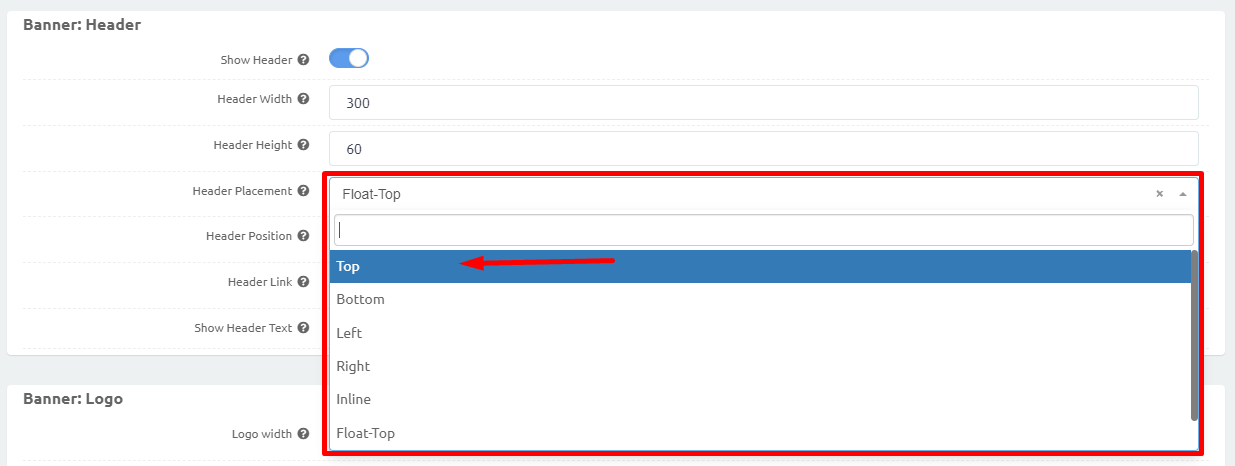 Banner: Header
Show Header
Header Width
300
Header Height
60
Header Placement
Float-Top
Header Position
Top
Header Link
Bottom
Show Header Text
Left
Right
Inline
Float-Top
Banner: Logo
Logo width